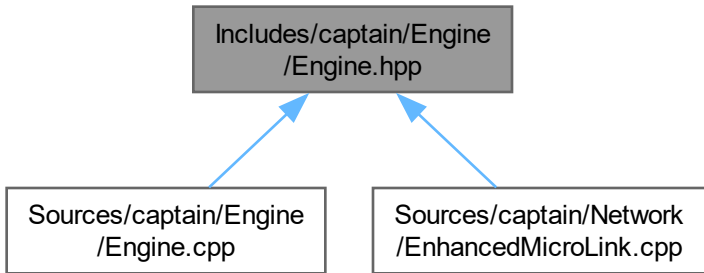 Includes/captain/Engine
/Engine.hpp
Sources/captain/Engine
/Engine.cpp
Sources/captain/Network
/EnhancedMicroLink.cpp